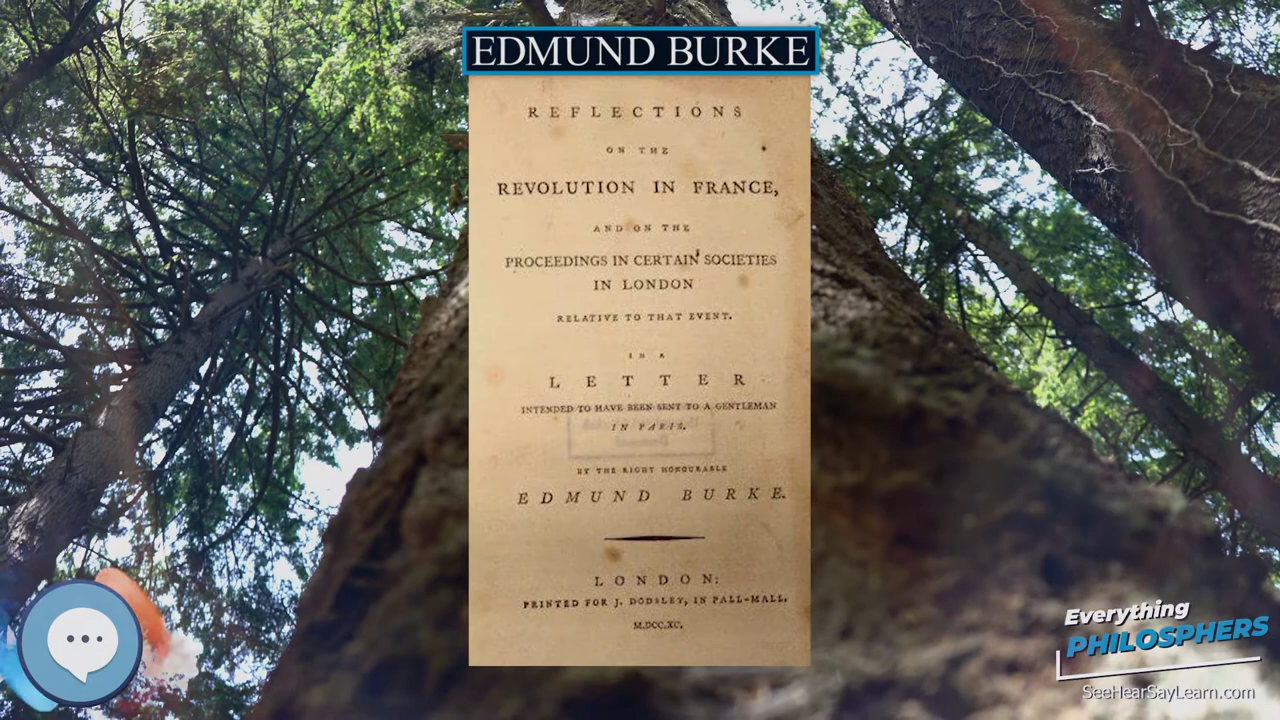 EDMUND BURKE
REFLECTIONS
ON THE
REVOLUTION IN FRANCE,
AND ON THE
PROCEEDINGS IN CERTAIN SOCIETIES
IN LONDON
RELATIVE TO THAT EVENT.
IN A
LETTER
INTENDED TO HAVE BEEN SENT TO A GENTLEMAN
IN PARIS.
BY THE RIGHT HONOURABLE
EDMUND BURKE.
LONDON:
PRINTED FOR J. DODSLEY, IN PALL-MALL.
M.DCC.XC.
Everything
PHILOSPHERS
SeeHearSayLearn.com